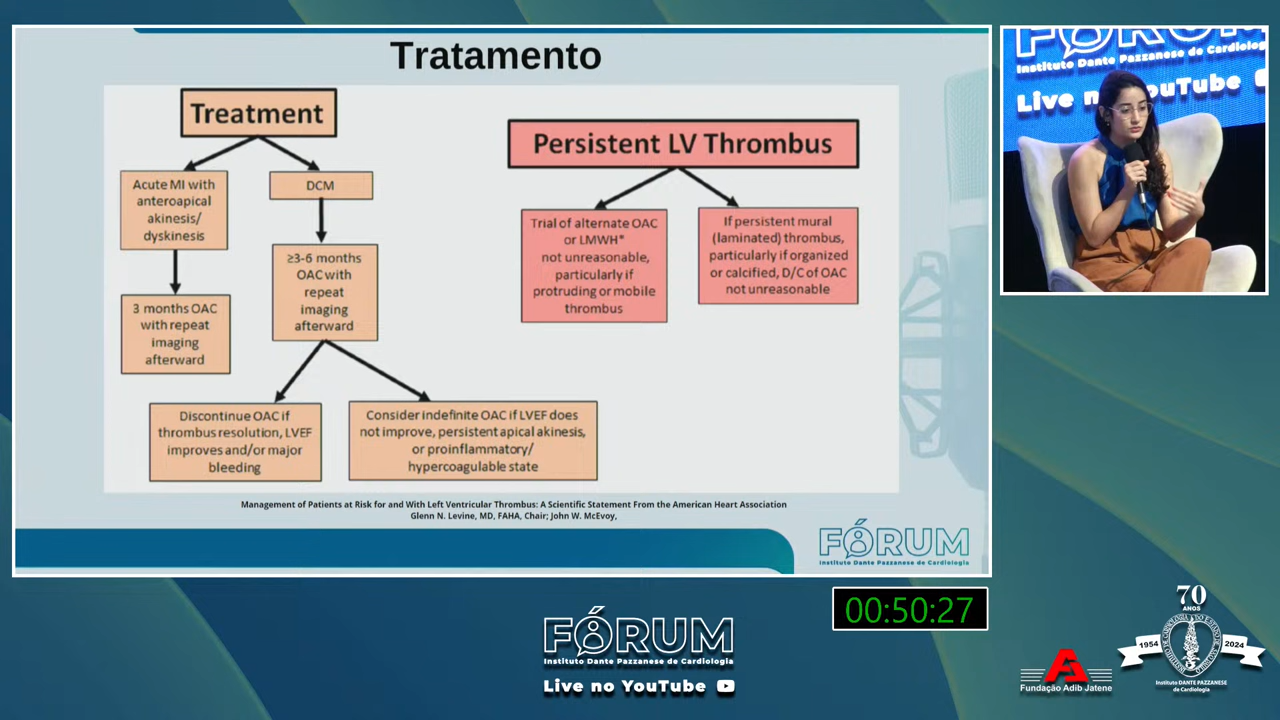 Tratamento
Treatment
Acute MI with
anteroapical
akinesis/
dyskinesis
DCM
3 months OAC
with repeat
imaging
afterward
≥3-6 months
OAC with
repeat
imaging
afterward
Discontinue OAC if
thrombus resolution, LVEF
improves and/or major
bleeding
Consider indefinite OAC if LVEF does
not improve, persistent apical akinesis,
or proinflammatory/
hypercoagulable state
Persistent LV Thrombus
Trial of alternate OAC
or LMWH*
not unreasonable,
particularly if
protruding or mobile
thrombus
If persistent mural
(laminated) thrombus,
particularly if organized
or calcified, D/C of OAC
not unreasonable
Management of Patients at Risk for and With Left Ventricular Thrombus: A Scientific Statement From the American Heart Association
Glenn N. Levine, MD, FAHA, Chair; John W. McEvoy,
FÓRUM
Instituto Dante Pazzanese de Cardiologia
FÓRUM
Instituto Dante Pazzanese de Cardiolog
Live no YouTube
00:50:27
FÓRUM
Instituto Dante Pazzanese de Cardiologia
Live no YouTube
Fundação Adib Jatene
70
ANOS
1954
2024
Instituto DANTE PAZZANESE
de Cardiologia